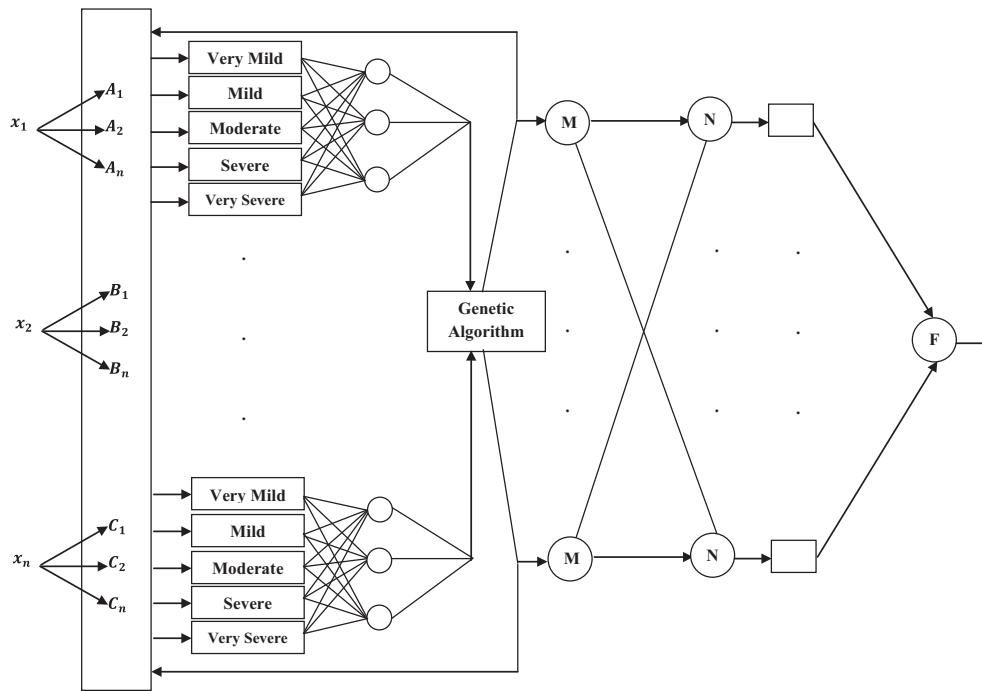 Very Mild
Mild
Moderate
Severe
Very Severe
x₁
A₁
A₂
Aₙ
x₂
B₁
B₂
Bₙ
xₙ
C₁
C₂
Cₙ
Very Mild
Mild
Moderate
Severe
Very Severe
Genetic
Algorithm
M
N
M
N
F